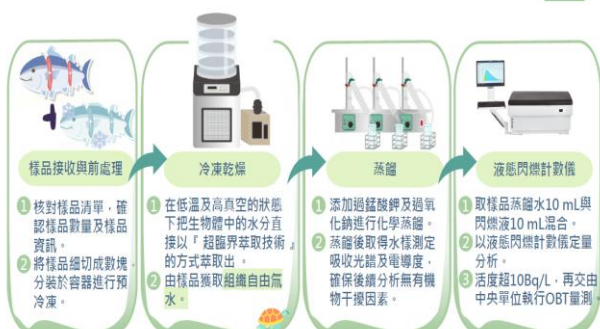 樣品接收與前處理
1 核對樣品清單，確
認樣品數量及樣品
資訊。
2 將樣品細切成數塊，
分裝於容器進行預
冷凍。
冷凍乾燥
1 在低溫及高真空的狀態
下把生物體中的水分直
接以『超臨界萃取技術』
的方式萃取出。
2 由樣品獲取組織自由氚
水。
蒸餾
1 添加過錳酸鉀及過氧
化鈉進行化學蒸餾。
2 蒸餾後取得水樣測定
吸收光譜及電導度，
確保後續分析無有機
物干擾因素。
液態閃爍計數儀
1 取樣品蒸餾水10 mL與
閃爍液10 mL混合。
2 以液態閃爍計數儀定量
分析。
3 活度超10Bq/L，再交由
中央單位執行OBT量測。